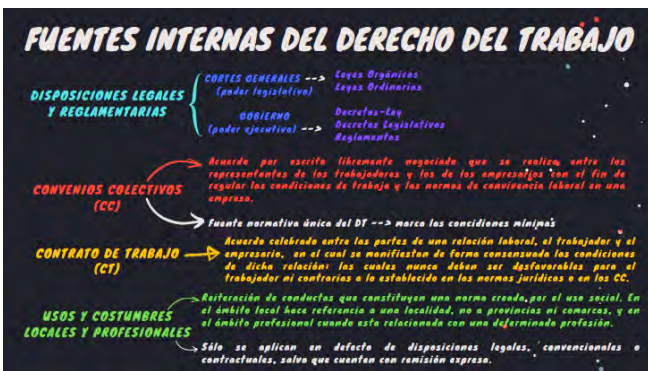 FUENTES INTERNAS DEL DERECHO DEL TRABAJO
DISPOSICIONES LEGALES
Y REGLAMENTARIAS
CORTES GENERALES -->
(poder legislativo)
Leyes Orgánicas
Leyes Ordinarias
GOBIERNO
(poder ejecutivo) -->
Decretos-Ley
Decretos Legislativos
Reglamentos
CONVENIOS COLECTIVOS
(CC)
Acuerdo por escrito libremente negociado que se realiza entre los
representantes de los trabajadores y los de los empresarios con el fin de
regular las condiciones de trabajo y las normas de convivencia laboral en una
empresa.
Fuente normativa única del DT --> marca las concidiones mínimas
CONTRATO DE TRABAJO
(CT)
Acuerdo celebrado entre las partes de una relación laboral, el trabajador y el
empresario, en el cual se manifiestan de forma consensuada las condiciones
de dicha relación; las cuales nunca deben ser desfavorables para el
trabajador ni contrarias a lo establecido en las normas jurídicas o en los CC.
USOS Y COSTUMBRES
LOCALES Y PROFESIONALES
Reiteración de conductas que constituyen una norma creada por el uso social. En
el ámbito local hace referencia a una localidad, no a provincias ni comarcas, y en
el ámbito profesional cuando esta relacionada con una determinada profesión.
Sólo se aplican en defecto de disposiciones legales, convencionales o
contractuales, salvo que cuenten con remisión expresa.